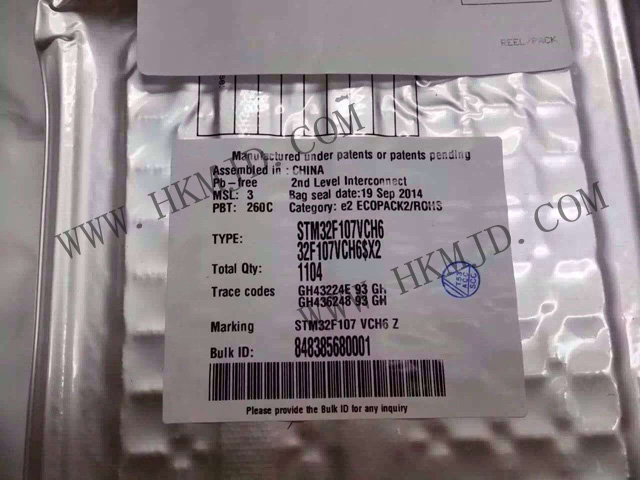 REEL/PACK
Manufactured under patents or patents pending
Assembled in : CHINA
Pb-free 2nd Level Interconnect
MSL: 3 Bag seal date: 19 Sep 2014
PBT: 260C Category: e2 ECOPACK2/ROHS
TYPE: STM32F107VCH6
32F107VCH6$X2
Total Qty: 1104
Trace codes GH43224E 93 GH
GH436248 93 GH
Marking STM32F107 VCH6 Z
Bulk ID: 848385680001
Please provide the Bulk ID for any inquiry
WWW.HKMJD.COM
WWW.HKMJD.COM